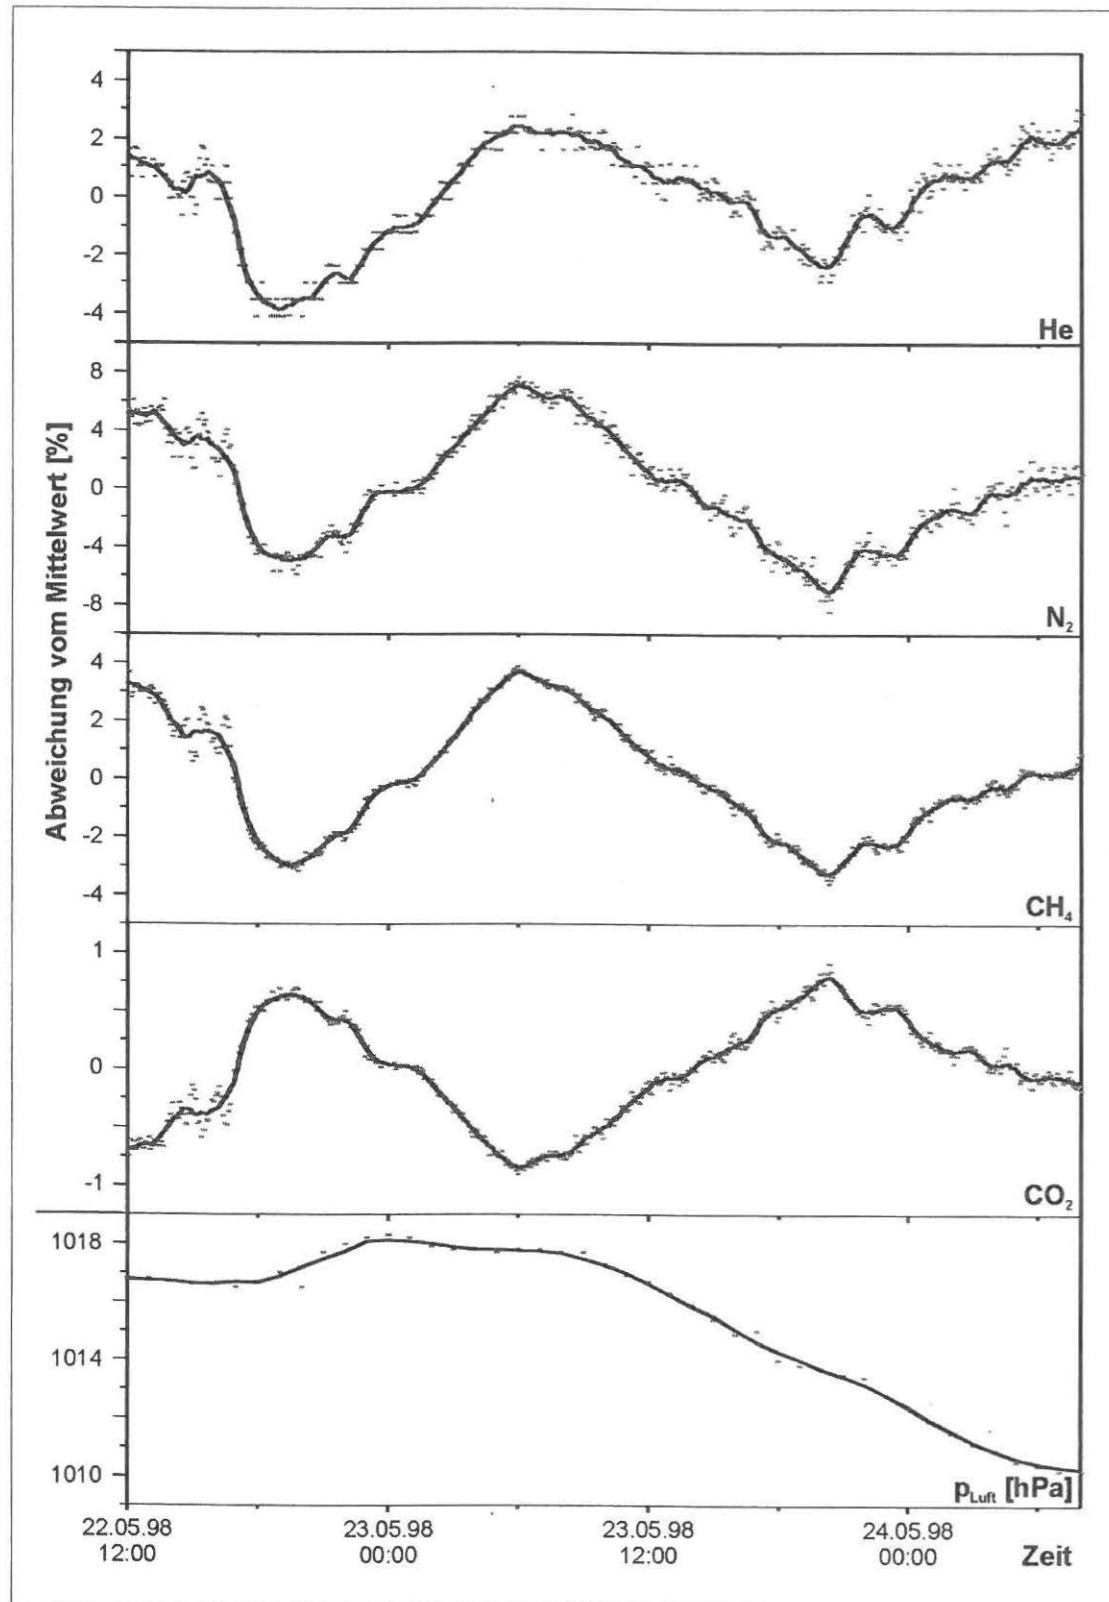 Abweichung vom Mittelwert [%]
4
2
0
-2
-4
He
8
4
0
-4
-8
N₂
4
2
0
-2
-4
CH₄
1
0
-1
CO₂
1018
1014
1010
pLuft [hPa]
22.05.98 23.05.98 23.05.98 24.05.98
12:00 00:00 12:00 00:00 Zeit